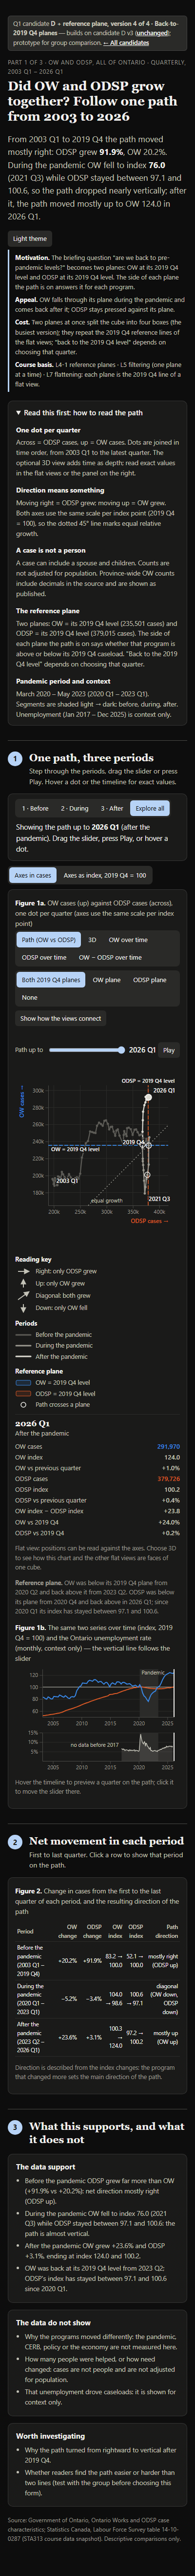 Q1 candidate D + reference plane, version 4 of 4 · Back-to-
2019 Q4 planes — builds on candidate D v3 (unchanged);
prototype for group comparison. ← All candidates
PART 1 OF 3 · OW AND ODSP, ALL OF ONTARIO · QUARTERLY,
2003 Q1 – 2026 Q1
Did OW and ODSP grow
together? Follow one path
from 2003 to 2026
From 2003 Q1 to 2019 Q4 the path moved
mostly right: ODSP grew 91.9%, OW 20.2%.
During the pandemic OW fell to index 76.0
(2021 Q3) while ODSP stayed between 97.1 and
100.6, so the path dropped nearly vertically; after
it, the path moved mostly up to OW 124.0 in
2026 Q1.
Light theme
Motivation. The briefing question “are we back to pre-
pandemic levels?” becomes two planes: OW at its 2019 Q4
level and ODSP at its 2019 Q4 level. The side of each plane
the path is on answers it for each program.
Appeal. OW falls through its plane during the pandemic and
comes back after it; ODSP stays pressed against its plane.
Cost. Two planes at once split the cube into four boxes (the
busiest version); they repeat the 2019 Q4 reference lines of
the flat views; “back to the 2019 Q4 level” depends on
choosing that quarter.
Course basis. L4-1 reference planes · L5 filtering (one plane
at a time) · L7 flattening: each plane is the 2019 Q4 line of a
flat view.
▼ Read this first: how to read the path
One dot per quarter
Across = ODSP cases, up = OW cases. Dots are joined in
time order, from 2003 Q1 to the latest quarter. The
optional 3D view adds time as depth; read exact values
in the flat views or the panel on the right.
Direction means something
Moving right = ODSP grew; moving up = OW grew.
Both axes use the same scale per index point (2019 Q4
= 100), so the dotted 45° line marks equal relative
growth.
A case is not a person
A case can include a spouse and children. Counts are
not adjusted for population. Province-wide OW counts
include decimals in the source and are shown as
published.
The reference plane
Two planes: OW = its 2019 Q4 level (235,501 cases) and
ODSP = its 2019 Q4 level (379,015 cases). The side of
each plane the path is on says whether that program is
above or below its 2019 Q4 caseload. “Back to the 2019
Q4 level” depends on choosing that quarter.
Pandemic period and context
March 2020 – May 2023 (2020 Q1 – 2023 Q1).
Segments are shaded light → dark: before, during, after.
Unemployment (Jan 2017 – Dec 2025) is context only.
1 One path, three periods
Step through the periods, drag the slider or press
Play. Hover a dot or the timeline for exact values.
1 · Before 2 · During 3 · After Explore all
Showing the path up to 2026 Q1 (after the
pandemic). Drag the slider, press Play, or hover a
dot.
Axes in cases Axes as index, 2019 Q4 = 100
Figure 1a. OW cases (up) against ODSP cases (across),
one dot per quarter (axes use the same scale per index
point)
Path (OW vs ODSP) 3D OW over time
ODSP over time OW − ODSP over time
Both 2019 Q4 planes OW plane ODSP plane
None
Show how the views connect
Path up to 2026 Q1 Play
ODSP = 2019 Q4 level
2026 Q1
OW cases →
300k
280k
260k
240k
220k
200k
180k
2019 Q4
OW = 2019 Q4 level
2003 Q1
equal growth
2021 Q3
200k 250k 300k 350k 400k
ODSP cases →
Reading key
Right: only ODSP grew
Up: only OW grew
Diagonal: both grew
Down: only OW fell
Periods
Before the pandemic
During the pandemic
After the pandemic
Reference plane
OW = 2019 Q4 level
ODSP = 2019 Q4 level
Path crosses a plane
2026 Q1
After the pandemic
OW cases 291,970
OW index 124.0
OW vs previous quarter +1.0%
ODSP cases 379,726
ODSP index 100.2
ODSP vs previous quarter +0.4%
OW index − ODSP index +23.8
OW vs 2019 Q4 +24.0%
ODSP vs 2019 Q4 +0.2%
Flat view: positions can be read against the axes. Choose 3D
to see how this chart and the other flat views are faces of
one cube.
Reference planes. OW was below its 2019 Q4 plane from
2020 Q2 and back above it from 2023 Q2. ODSP was below
its plane from 2020 Q4 and back above in 2026 Q1; since
2020 Q1 its index has stayed between 97.1 and 100.6.
Figure 1b. The same two series over time (index, 2019
Q4 = 100) and the Ontario unemployment rate
(monthly, context only) — the vertical line follows the
slider
Pandemic
120
100
80
60
2005 2010 2015 2020 2025
15%
10%
5%
no data before 2017
2005 2010 2015 2020 2025
Hover the timeline to preview a quarter on the path; click it
to move the slider there.
2 Net movement in each period
First to last quarter. Click a row to show that period
on the path.
Figure 2. Change in cases from the first to the last
quarter of each period, and the resulting direction of the
path
Period OW change ODSP change OW index ODSP index Path direction
Before the pandemic (2003 Q1 – 2019 Q4) +20.2% +91.9% 83.2 → 100.0 52.1 → 100.0 mostly right (ODSP up)
During the pandemic (2020 Q1 – 2023 Q1) −5.2% −3.4% 104.0 → 98.6 100.6 → 97.1 diagonal (OW down, ODSP down)
After the pandemic (2023 Q2 – 2026 Q1) +23.6% +3.1% 100.3 → 124.0 97.2 → 100.2 mostly up (OW up)
Direction is described from the index changes: the program
that changed more sets the main direction of the path.
3 What this supports, and what
it does not
The data support
• Before the pandemic ODSP grew far more than OW
(+91.9% vs +20.2%): net direction mostly right
(ODSP up).
• During the pandemic OW fell to index 76.0 (2021
Q3) while ODSP stayed between 97.1 and 100.6: the
path is almost vertical.
• After the pandemic OW grew +23.6% and ODSP
+3.1%, ending at index 124.0 and 100.2.
• OW was back at its 2019 Q4 level from 2023 Q2;
ODSP's index has stayed between 97.1 and 100.6
since 2020 Q1.
The data do not show
• Why the programs moved differently: the pandemic,
CERB, policy or the economy are not measured here.
• How many people were helped, or how need
changed: cases are not people and are not adjusted
for population.
• That unemployment drove caseloads: it is shown for
context only.
Worth investigating
• Why the path turned from rightward to vertical after
2019 Q4.
• Whether readers find the path easier or harder than
two lines (test with the group before choosing this
form).
Source: Government of Ontario, Ontario Works and ODSP case
characteristics; Statistics Canada, Labour Force Survey table 14-10-
0287 (STA313 course data snapshot). Descriptive comparisons only.